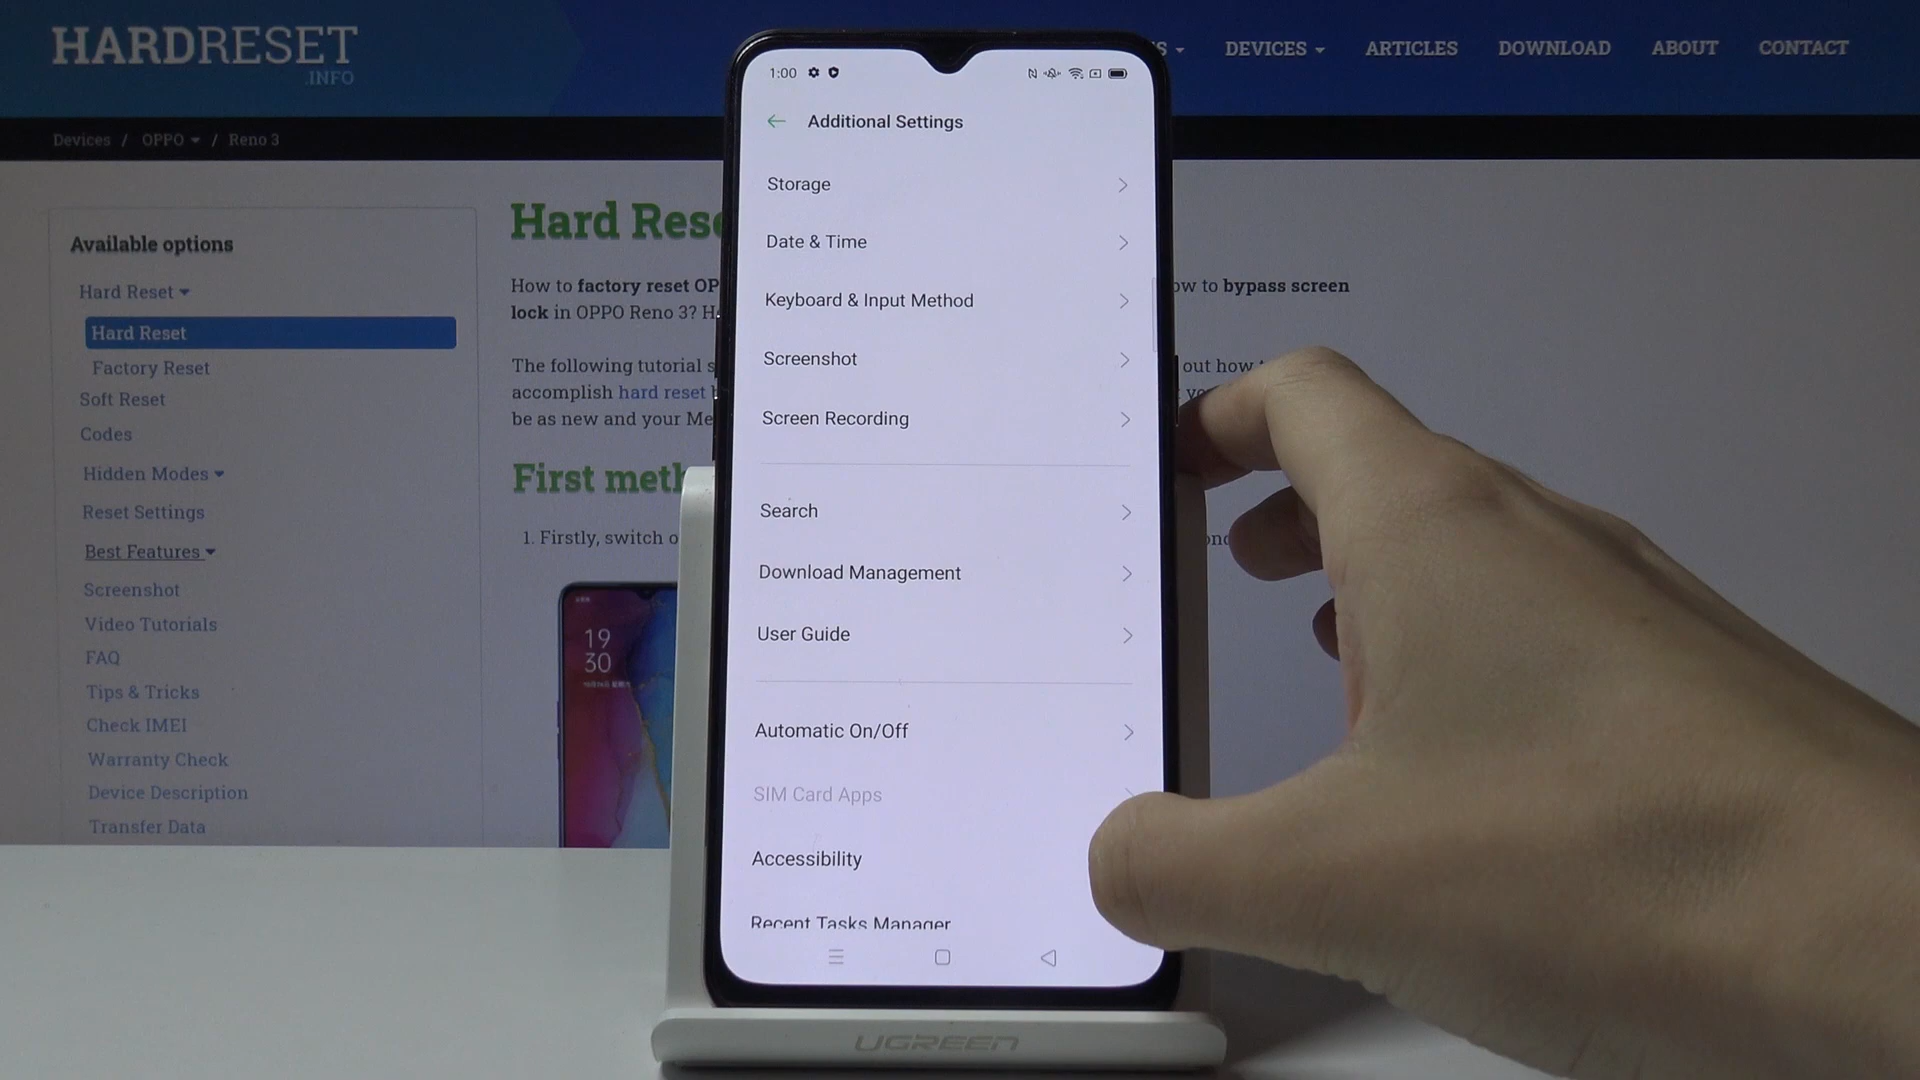 HARDRESET
.INFO
DEVICES
ARTICLES
DOWNLOAD
ABOUT
CONTACT
Devices / OPPO / Reno 3
Available options
Hard Reset
Hard Reset
Factory Reset
Soft Reset
Codes
Hidden Modes
Reset Settings
Best Features
Screenshot
Video Tutorials
FAQ
Tips & Tricks
Check IMEI
Warranty Check
Device Description
Transfer Data
Hard Rese
How to factory reset OP
ow to bypass screen
lock in OPPO Reno 3? H
The following tutorial s
out how
accomplish hard reset
be as new and your Me
First meth
1. Firstly, switch o
19
30
1:00
Additional Settings
Storage
Date & Time
Keyboard & Input Method
Screenshot
Screen Recording
Search
Download Management
User Guide
Automatic On/Off
SIM Card Apps
Accessibility
Recent Tasks Manager
UGREEN